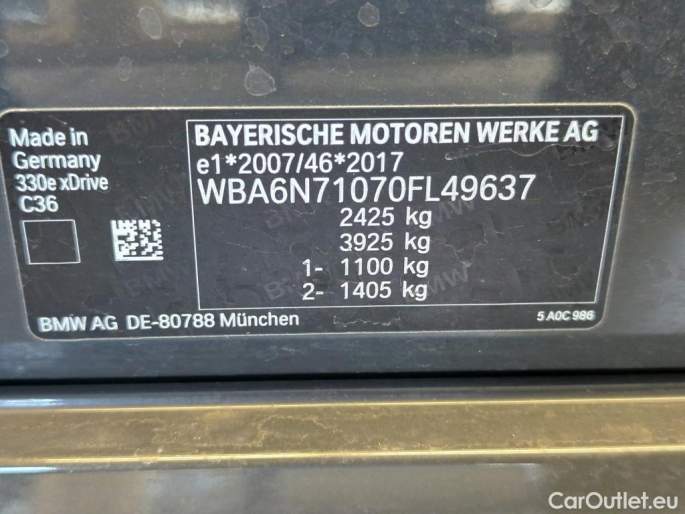 Made in
Germany
330e xDrive
C36
BAYERISCHE MOTOREN WERKE AG
e1*2007/46*2017
WBA6N71070FL49637
2425 kg
3925 kg
1- 1100 kg
2- 1405 kg
BMW AG DE-80788 München
5 A0C 986
CarOutlet.eu